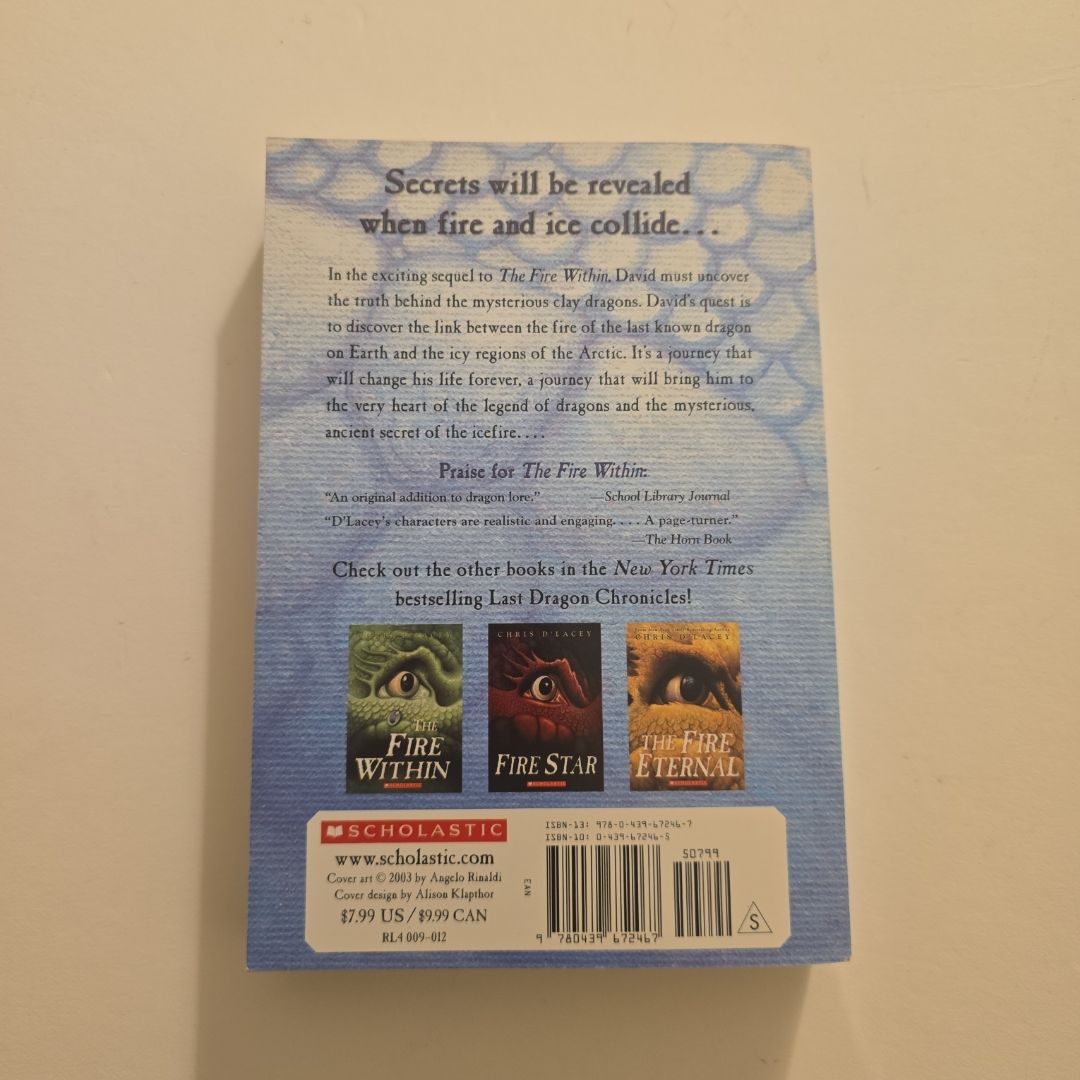 Secrets will be revealed
when fire and ice collide...
In the exciting sequel to The Fire Within, David must uncover
the truth behind the mysterious clay dragons. David's quest is
to discover the link between the fire of the last known dragon
on Earth and the icy regions of the Arctic. It's a journey that
will change his life forever, a journey that will bring him to
the very heart of the legend of dragons and the mysterious,
ancient secret of the icefire....
Praise for The Fire Within:
"An original addition to dragon lore." —School Library Journal
"D'Lacey's characters are realistic and engaging.... A page-turner."
—The Horn Book
Check out the other books in the New York Times
bestselling Last Dragon Chronicles!
THE
FIRE
WITHIN
SCHOLASTIC
CHRIS D'LACEY
FIRE STAR
SCHOLASTIC
CHRIS D'LACEY
THE FIRE
ETERNAL
SCHOLASTIC
SCHOLASTIC
www.scholastic.com
Cover art © 2003 by Angelo Rinaldi
Cover design by Alison Klapthor
$7.99 US / $9.99 CAN
RL4 009-012
EAN
ISBN-13: 978-0-439-67246-7
ISBN-10: 0-439-67246-5
50799
9 780439 672467
S